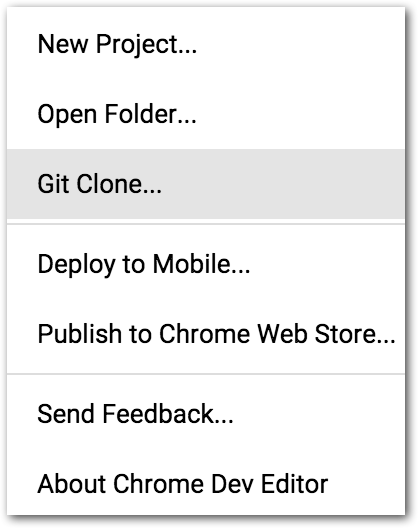 New Project...
Open Folder...
Git Clone...
Deploy to Mobile...
Publish to Chrome Web Store...
Send Feedback...
About Chrome Dev Editor